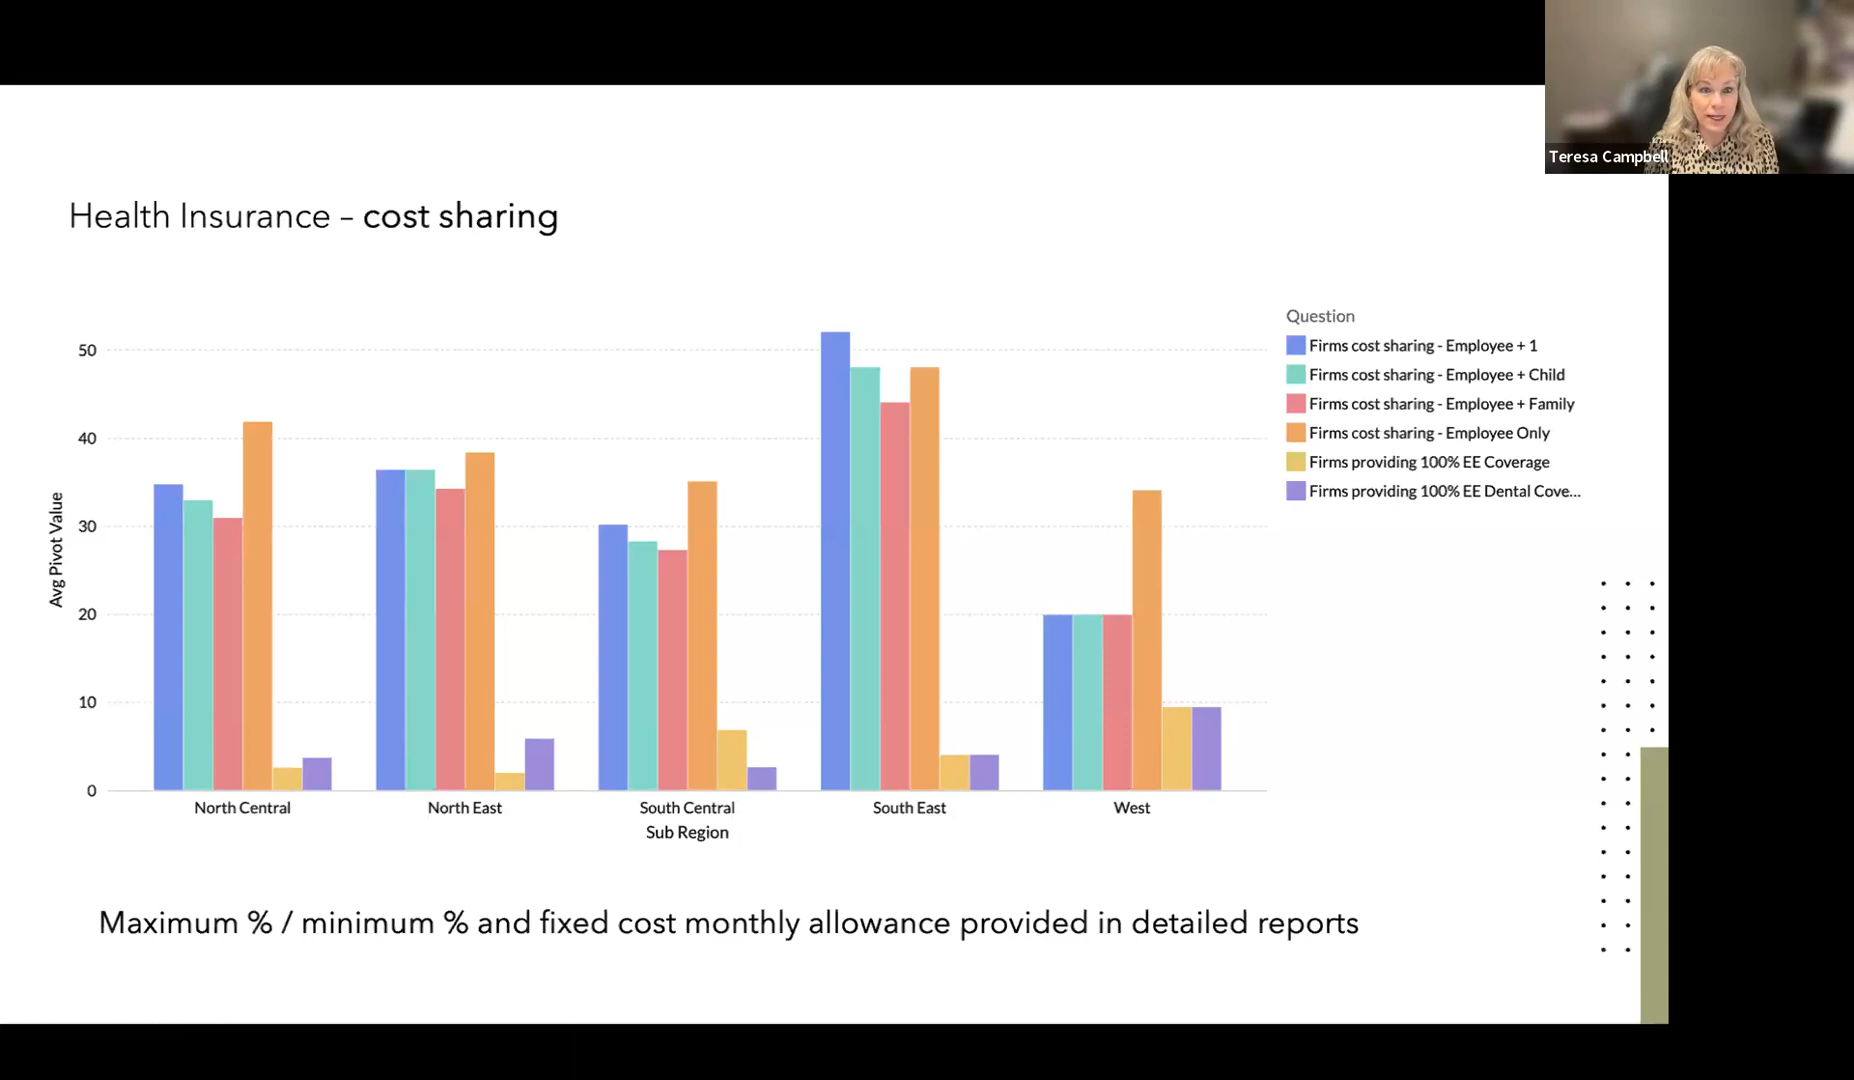 Teresa Campbell
Health Insurance – cost sharing
Question
Firms cost sharing - Employee + 1
Firms cost sharing - Employee + Child
Firms cost sharing - Employee + Family
Firms cost sharing - Employee Only
Firms providing 100% EE Coverage
Firms providing 100% EE Dental Cove...
Avg Pivot Value
50
40
30
20
10
0
North Central North East South Central South East West
Sub Region
Maximum % / minimum % and fixed cost monthly allowance provided in detailed reports